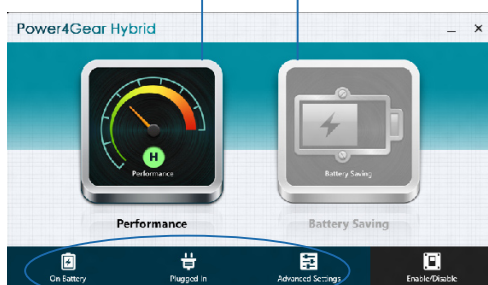 Power4Gear Hybrid
H
Performance
Battery Saving
Performance
Battery Saving
On Battery
Plugged In
Advanced Settings
Enable/Disable